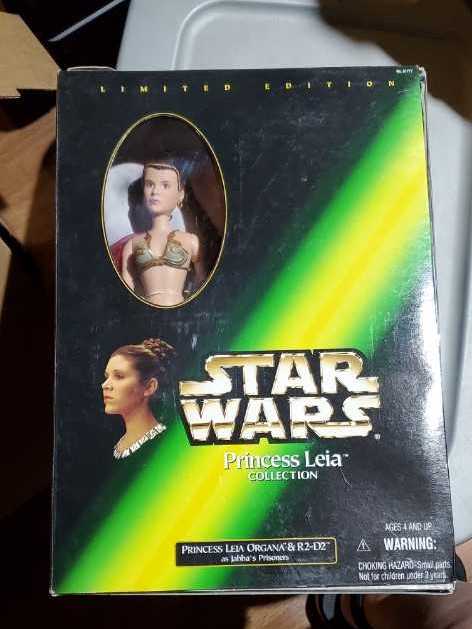 LIMITED EDITION
STAR
WARS®
Princess Leia™
COLLECTION
AGES 4 AND UP
⚠ WARNING:
CHOKING HAZARD-Small parts
Not for children under 3 years.
PRINCESS LEIA ORGANA™ & R2-D2™
as Jabba's Prisoners